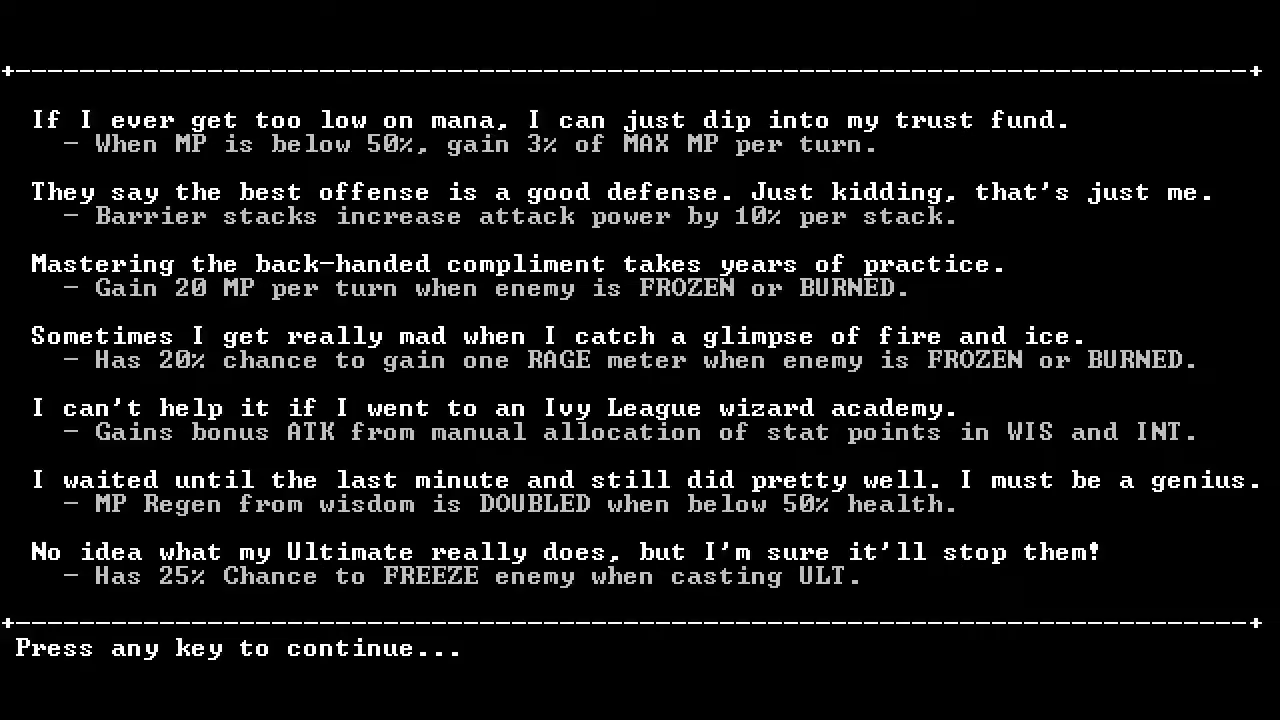 If I ever get too low on mana, I can just dip into my trust fund.
- When MP is below 50%, gain 3% of MAX MP per turn.
They say the best offense is a good defense. Just kidding, that's just me.
- Barrier stacks increase attack power by 10% per stack.
Mastering the back-handed compliment takes years of practice.
- Gain 20 MP per turn when enemy is FROZEN or BURNED.
Sometimes I get really mad when I catch a glimpse of fire and ice.
- Has 20% chance to gain one RAGE meter when enemy is FROZEN or BURNED.
I can't help it if I went to an Ivy League wizard academy.
- Gains bonus ATK from manual allocation of stat points in WIS and INT.
I waited until the last minute and still did pretty well. I must be a genius.
- MP Regen from wisdom is DOUBLED when below 50% health.
No idea what my Ultimate really does, but I'm sure it'll stop them!
- Has 25% Chance to FREEZE enemy when casting ULT.
Press any key to continue...